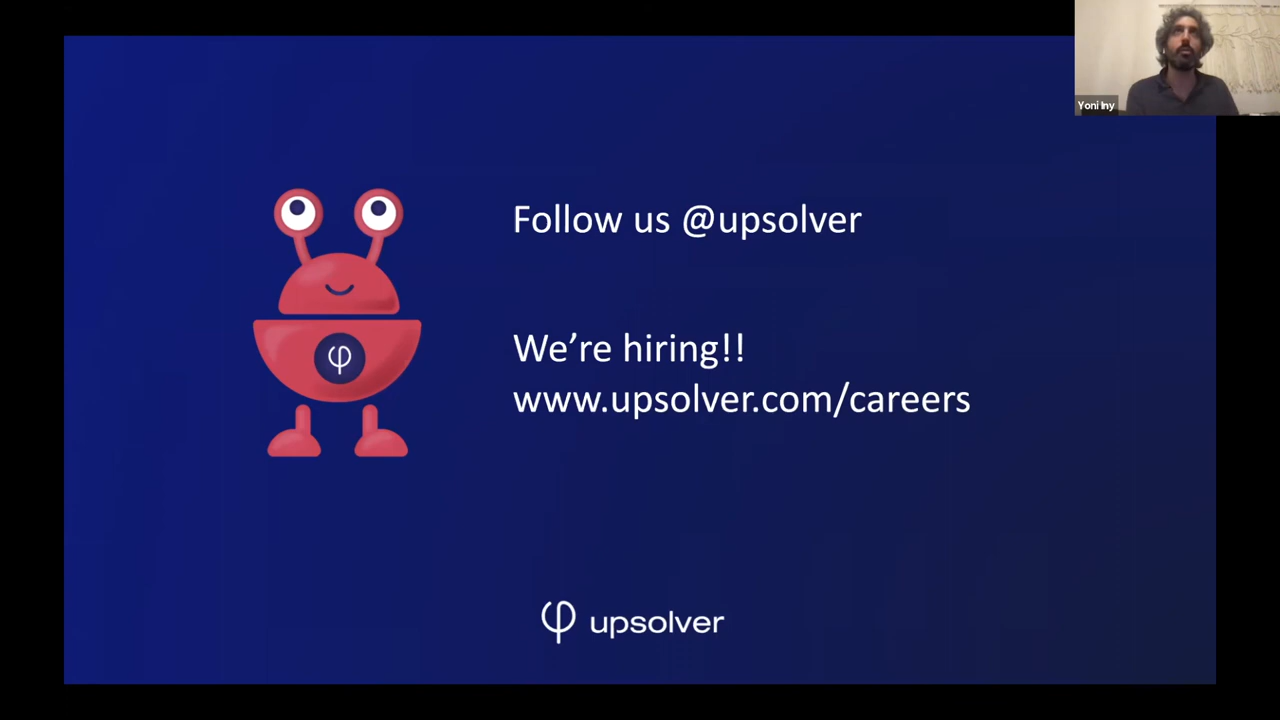 Yoni Iny
Follow us @upsolver
We're hiring!!
www.upsolver.com/careers
φ
φ upsolver